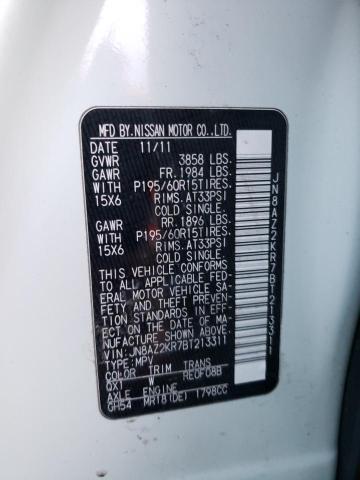 MFD BY.NISSAN MOTOR CO.,LTD.
11/11
GVWR 3858 LBS.
GAWR FR. 1984 LBS.
WITH P195/60R15TIRES.
15X6 RIMS.AT33PSI
COLD SINGLE.
GAWR RR. 1896 LBS.
WITH P195/60R15TIRES.
15X6 RIMS.AT33PSI
COLD SINGLE.
THIS VEHICLE CONFORMS
TO ALL APPLICABLE FED-
ERAL MOTOR VEHICLE SA-
FETY AND THEFT PREVEN-
TION STANDARDS IN EFF-
ECT ON THE DATE OF MA-
NUFACTURE SHOWN ABOVE.
VIN:JN8AZ2KR7BT213311
TYPE:MPV
COLOR TRIM TRANS
QX1 W RE0F08B
AXLE ENGINE
GH54 MR18(DE) 1798CC
JN8AZ2KR7BT213311